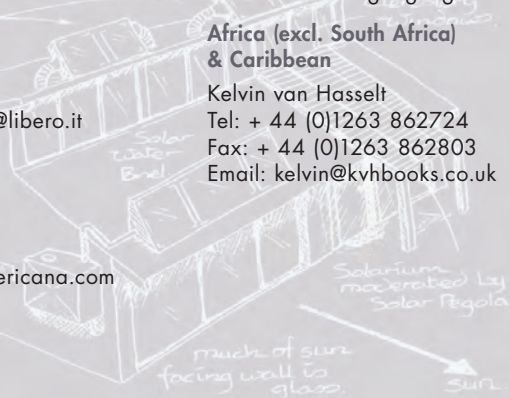 Africa (excl. South Africa)
& Caribbean
Kelvin van Hasselt
Tel: + 44 (0)1263 862724
Fax: + 44 (0)1263 862803
Email: kelvin@kvhbooks.co.uk
@libero.it
ericana.com
Solar
water
Solarium
moderated by
Solar Pegola
much of sun
facing wall is
glass.
sun